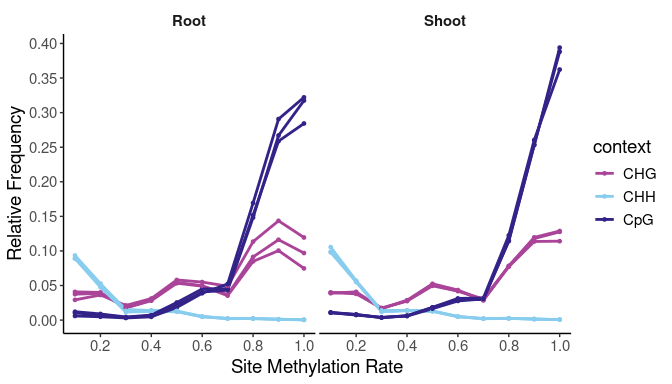 Root Shoot
0.40
0.35
0.30
0.25
0.20
0.15
0.10
0.05
0.00
Relative Frequency
0.2 0.4 0.6 0.8 1.0 0.2 0.4 0.6 0.8 1.0
Site Methylation Rate
context
CHG
CHH
CpG